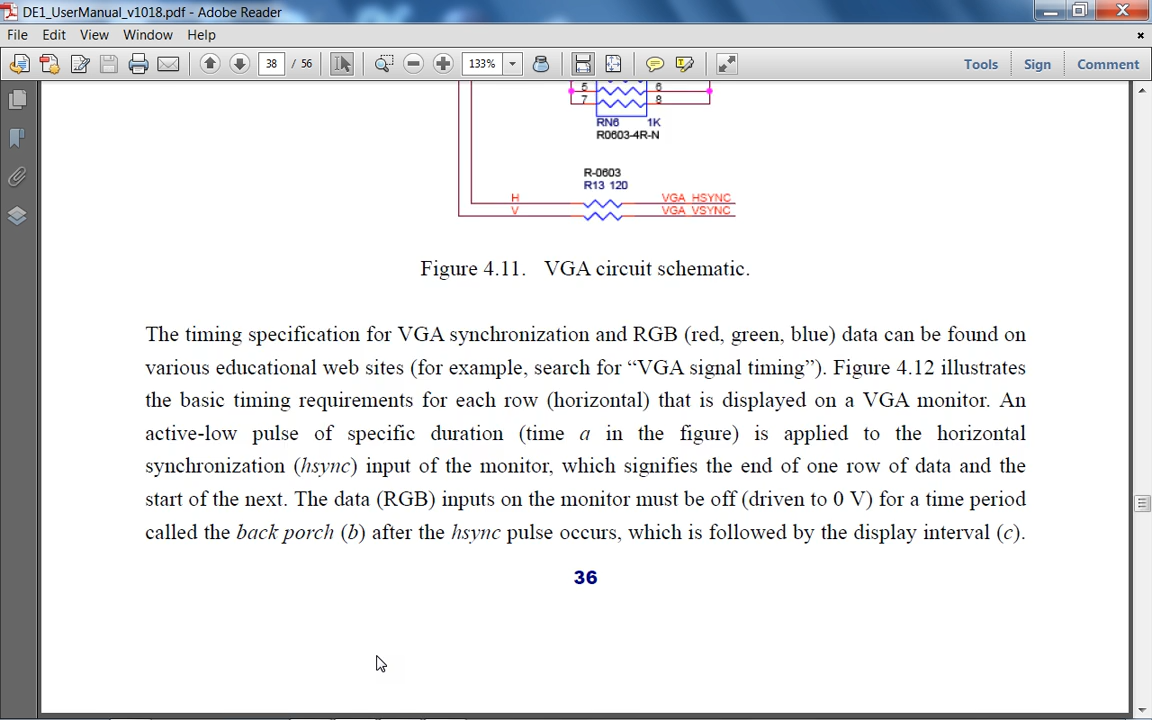 DE1_UserManual_v1018.pdf - Adobe Reader
File Edit View Window Help
38 / 56 133% Tools Sign Comment
5 6
7 8
RN6 1K
R0603-4R-N
R-0603
R13 120
H VGA_HSYNC
V VGA_VSYNC
Figure 4.11. VGA circuit schematic.
The timing specification for VGA synchronization and RGB (red, green, blue) data can be found on
various educational web sites (for example, search for “VGA signal timing”). Figure 4.12 illustrates
the basic timing requirements for each row (horizontal) that is displayed on a VGA monitor. An
active-low pulse of specific duration (time a in the figure) is applied to the horizontal
synchronization (hsync) input of the monitor, which signifies the end of one row of data and the
start of the next. The data (RGB) inputs on the monitor must be off (driven to 0 V) for a time period
called the back porch (b) after the hsync pulse occurs, which is followed by the display interval (c).
36